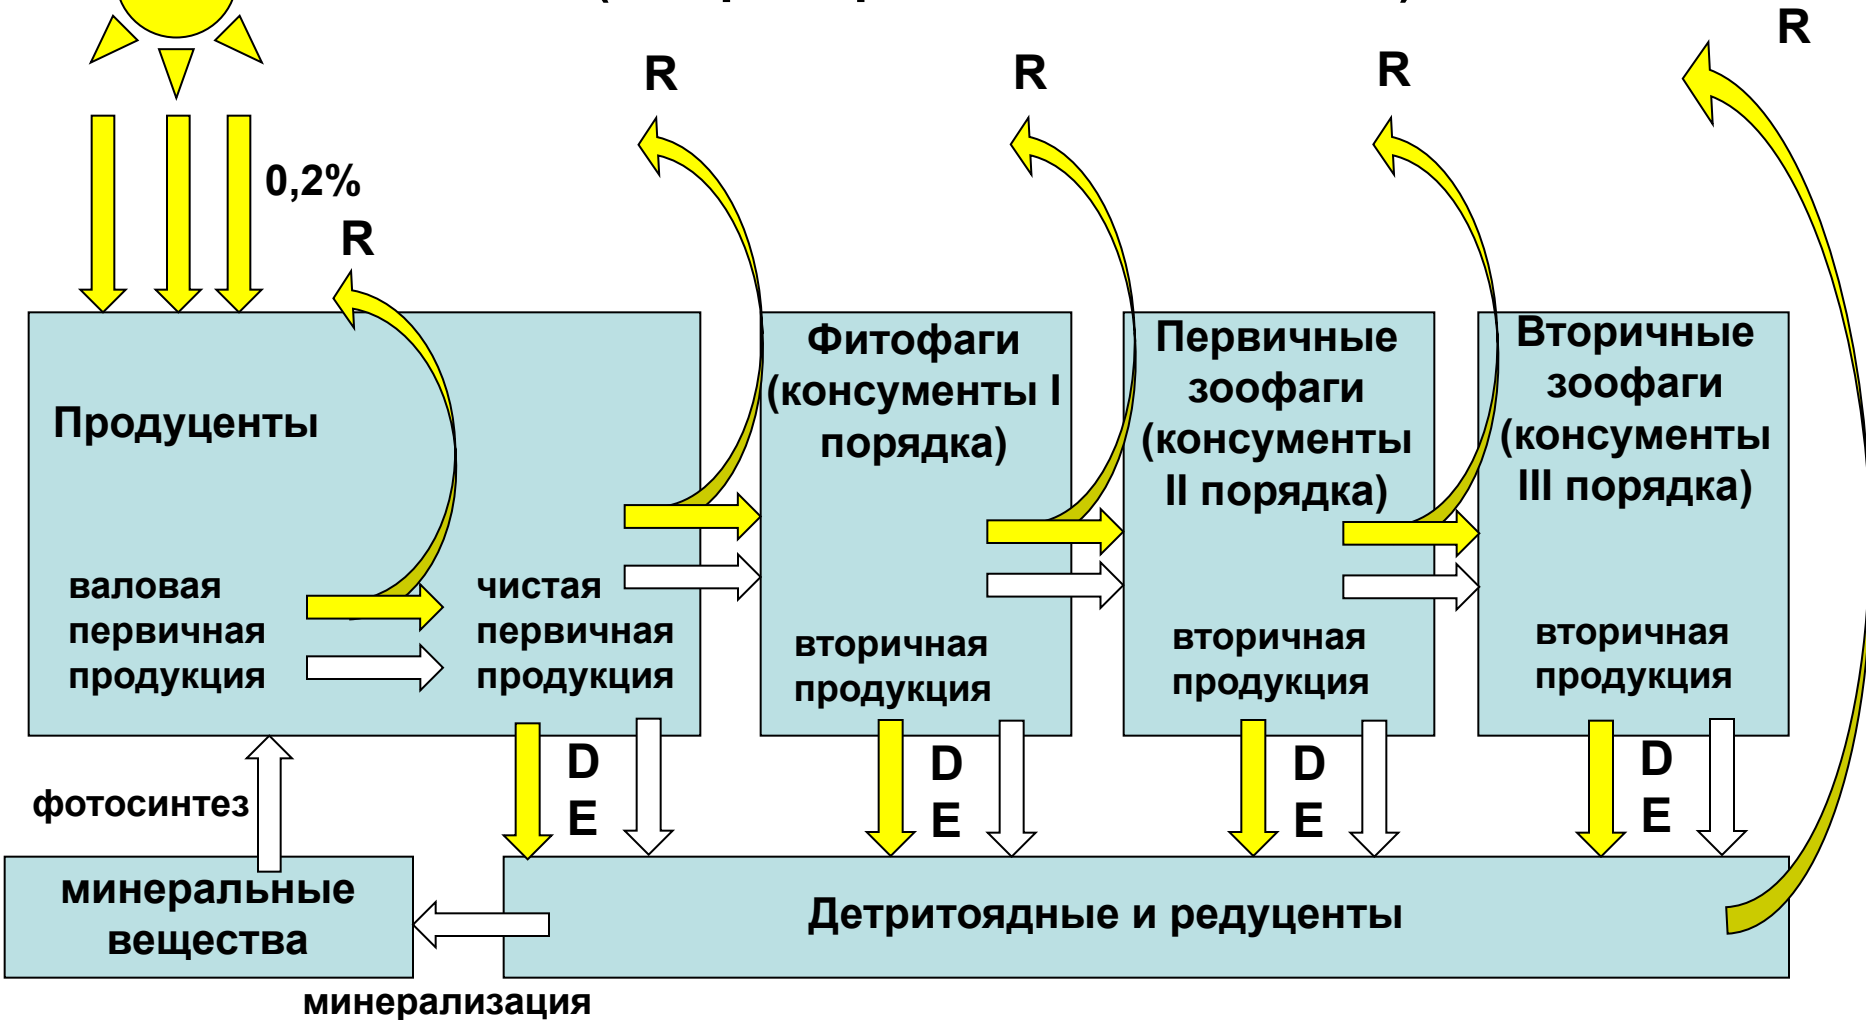 R
R
R
R
0,2%
R
Продуценты
валовая
первичная
продукция
чистая
первичная
продукция
Фитофаги
(консументы I
порядка)
вторичная
продукция
Первичные
зоофаги
(консументы
II порядка)
вторичная
продукция
Вторичные
зоофаги
(консументы
III порядка)
вторичная
продукция
фотосинтез
D
E
D
E
D
E
D
E
минеральные
вещества
Детритоядные и редуценты
минерализация